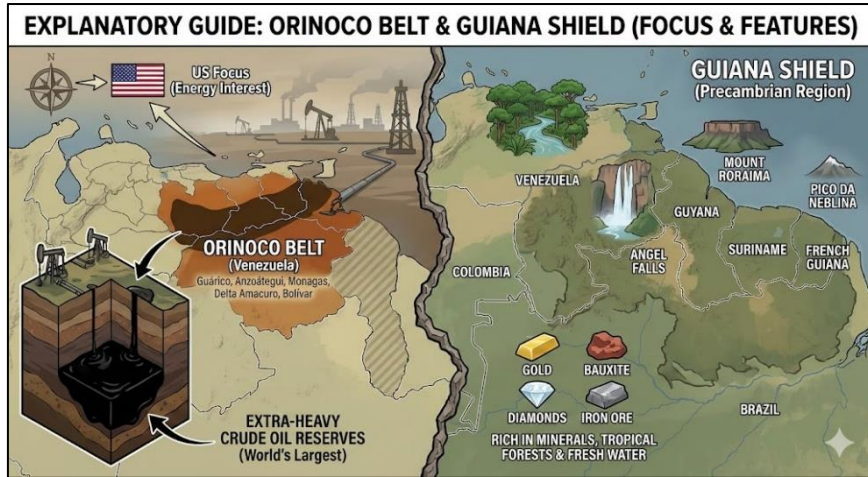 EXPLANATORY GUIDE: ORINOCO BELT & GUIANA SHIELD (FOCUS & FEATURES)
N
US Focus
(Energy Interest)
ORINOCO BELT
(Venezuela)
Guárico, Anzoátegui, Monagas,
Delta Amacuro, Bolívar
EXTRA-HEAVY
CRUDE OIL RESERVES
(World's Largest)
GUIANA SHIELD
(Precambrian Region)
MOUNT
RORAIMA
PICO DA
NEBLINA
VENEZUELA
GUYANA
SURINAME
FRENCH
GUIANA
COLOMBIA
ANGEL
FALLS
GOLD
BAUXITE
DIAMONDS
IRON ORE
BRAZIL
RICH IN MINERALS, TROPICAL
FORESTS & FRESH WATER